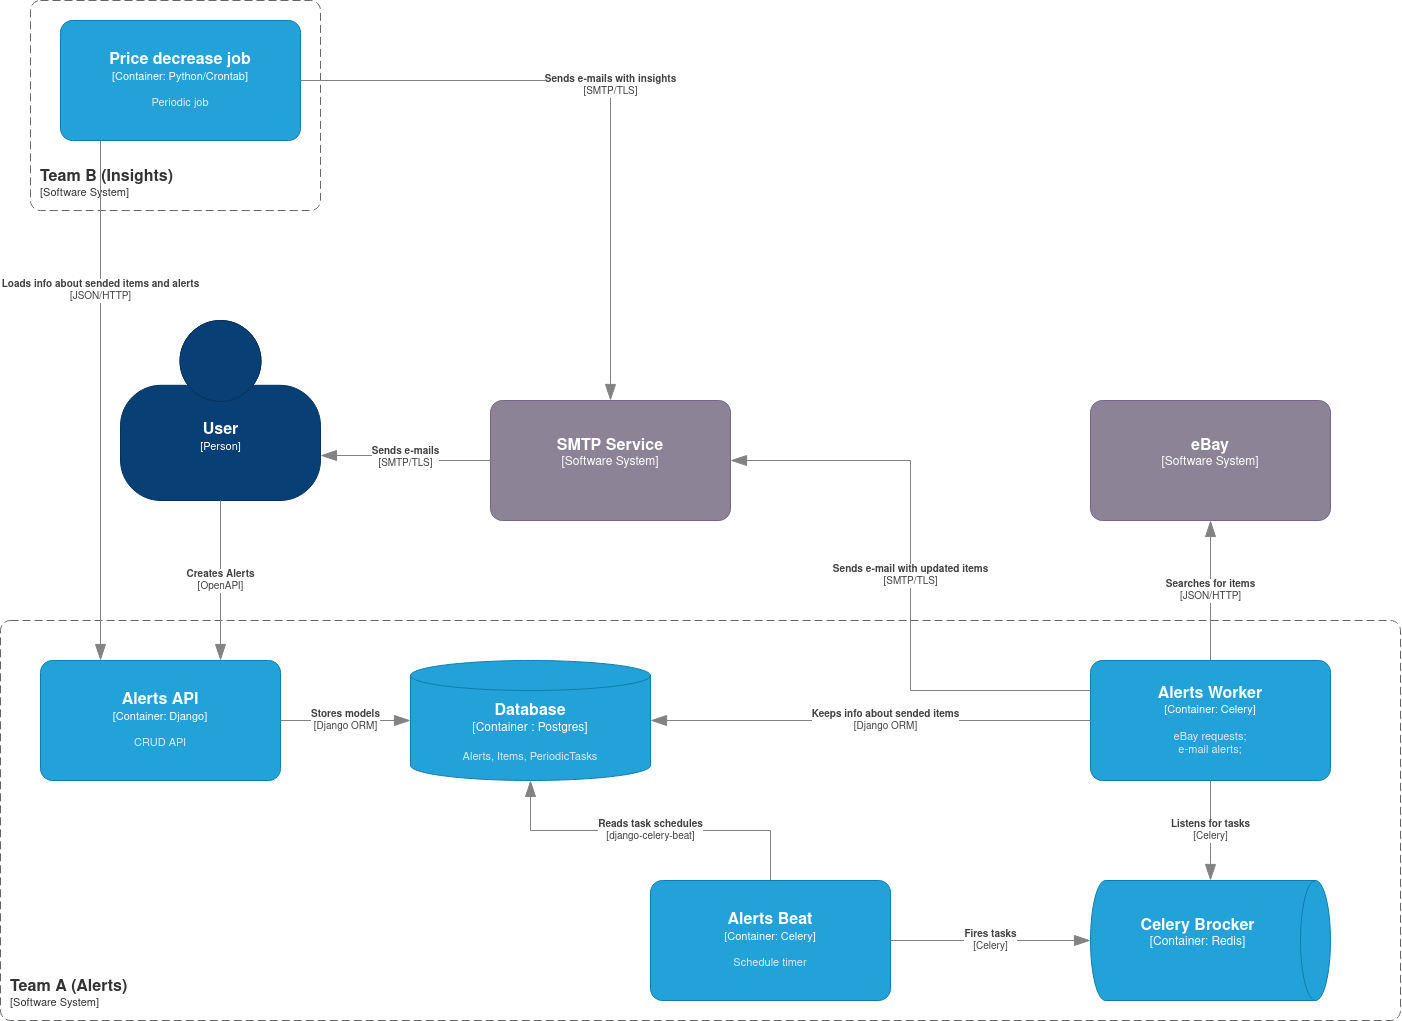 Price decrease job
[Container: Python/Crontab]
Periodic job
Team B (Insights)
[Software System]
Sends e-mails with insights
[SMTP/TLS]
Loads info about sended items and alerts
[JSON/HTTP]
User
[Person]
Sends e-mails
[SMTP/TLS]
SMTP Service
[Software System]
eBay
[Software System]
Creates Alerts
[OpenAPI]
Sends e-mail with updated items
[SMTP/TLS]
Searches for items
[JSON/HTTP]
Alerts API
[Container: Django]
CRUD API
Stores models
[Django ORM]
Database
[Container : Postgres]
Alerts, Items, PeriodicTasks
Keeps info about sended items
[Django ORM]
Alerts Worker
[Container: Celery]
eBay requests;
e-mail alerts;
Reads task schedules
[django-celery-beat]
Listens for tasks
[Celery]
Alerts Beat
[Container: Celery]
Schedule timer
Fires tasks
[Celery]
Celery Brocker
[Container: Redis]
Team A (Alerts)
[Software System]